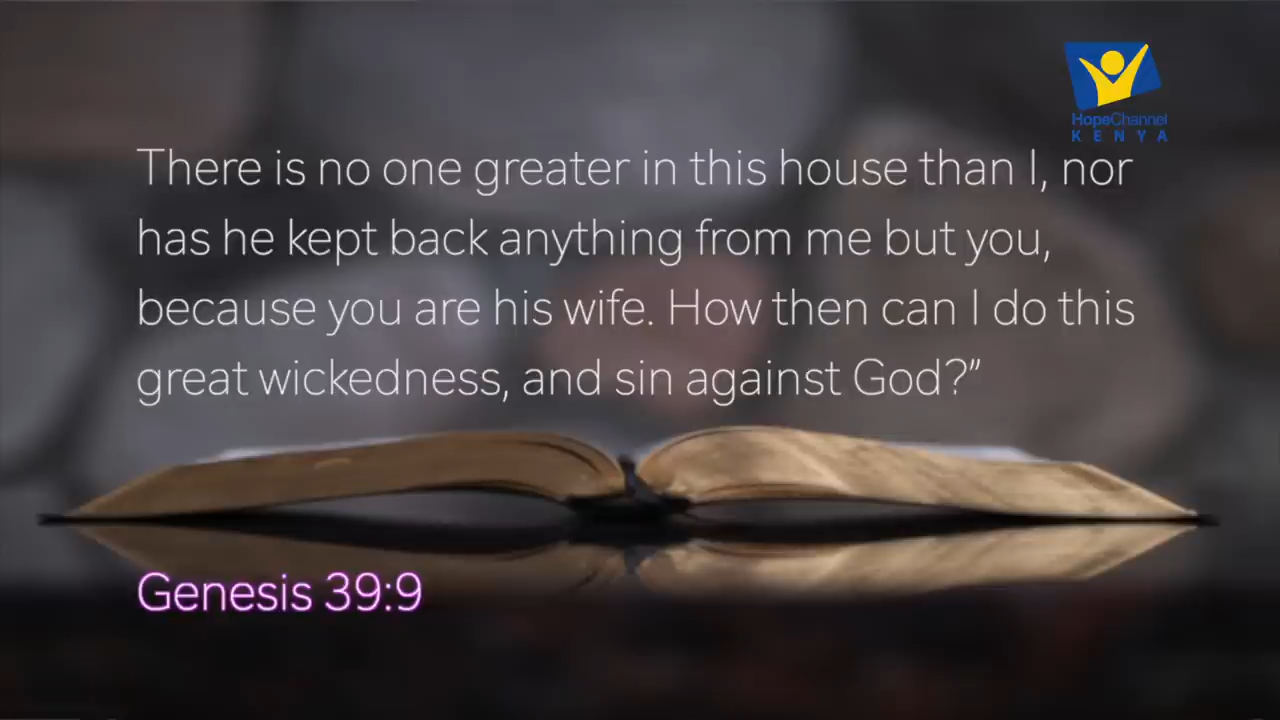 HopeChannel
KENYA
There is no one greater in this house than I, nor
has he kept back anything from me but you,
because you are his wife. How then can I do this
great wickedness, and sin against God?”
Genesis 39:9